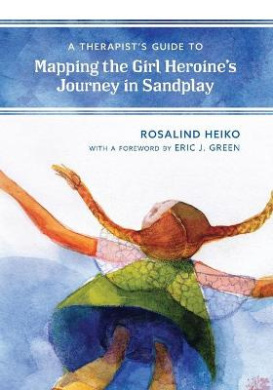 A THERAPIST'S GUIDE TO
Mapping the Girl Heroine's
Journey in Sandplay
ROSALIND HEIKO
WITH A FOREWORD BY ERIC J. GREEN